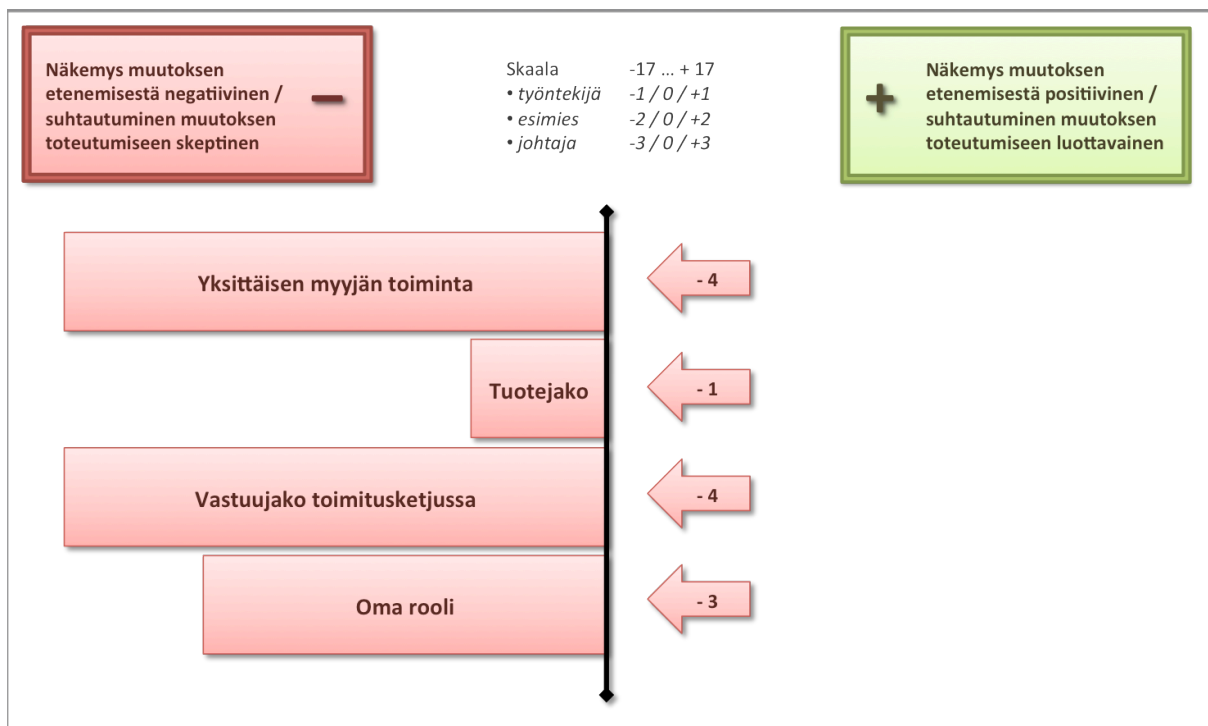 Näkemys muutoksen
etenemisestä negatiivinen /
suhtautuminen muutoksen
toteutumiseen skeptinen
–
Skaala -17 ... + 17
• työntekijä -1 / 0 / +1
• esimies -2 / 0 / +2
• johtaja -3 / 0 / +3
+
Näkemys muutoksen
etenemisestä positiivinen /
suhtautuminen muutoksen
toteutumiseen luottavainen
Yksittäisen myyjän toiminta
- 4
Tuotejako
- 1
Vastuujako toimitusketjussa
- 4
Oma rooli
- 3